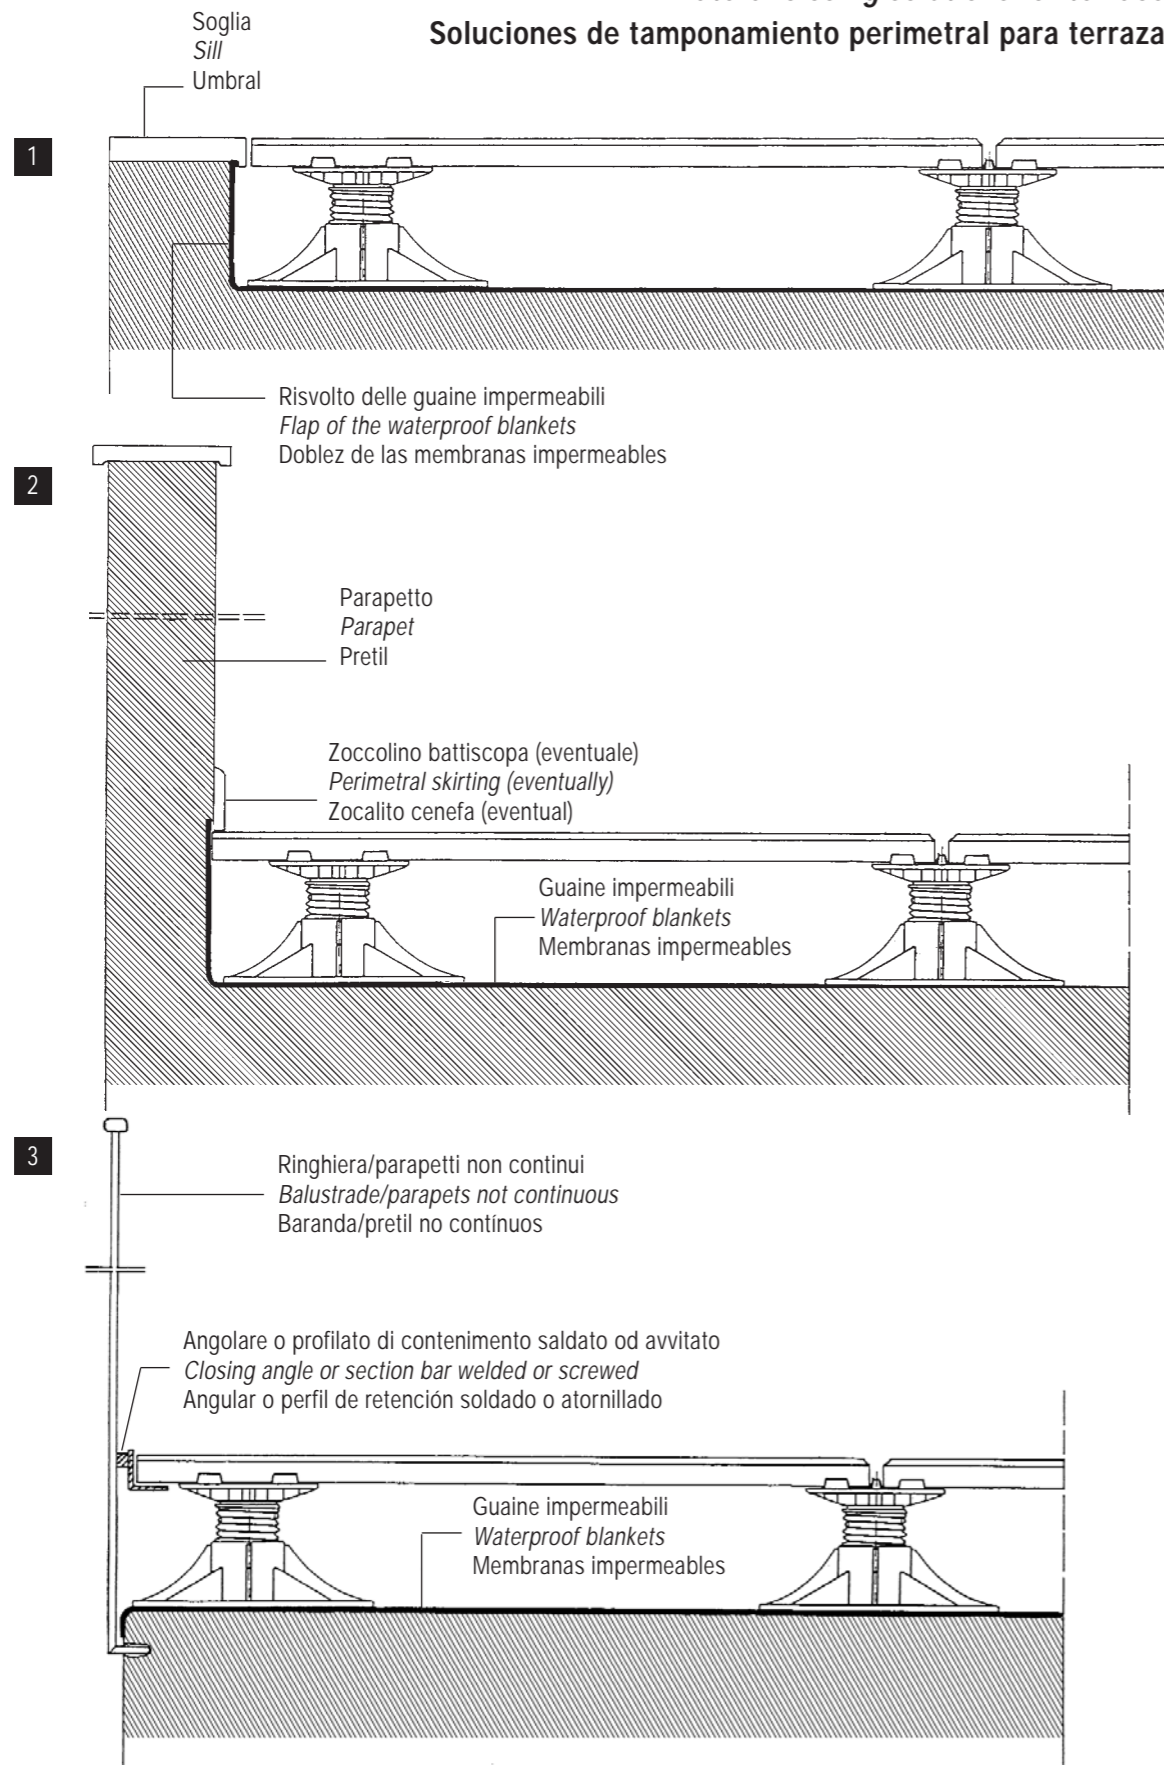 Soluciones de tamponamiento perimetral para terraza
Soglia
Sill
Umbral
1
Risvolto delle guaine impermeabili
Flap of the waterproof blankets
Doblez de las membranas impermeables
2
Parapetto
Parapet
Pretil
Zoccolino battiscopa (eventuale)
Perimetral skirting (eventually)
Zocalito cenefa (eventual)
Guaine impermeabili
Waterproof blankets
Membranas impermeables
3
Ringhiera/parapetti non continui
Balustrade/parapets not continuous
Baranda/pretil no contínuos
Angolare o profilato di contenimento saldato od avvitato
Closing angle or section bar welded or screwed
Angular o perfil de retención soldado o atornillado
Guaine impermeabili
Waterproof blankets
Membranas impermeables